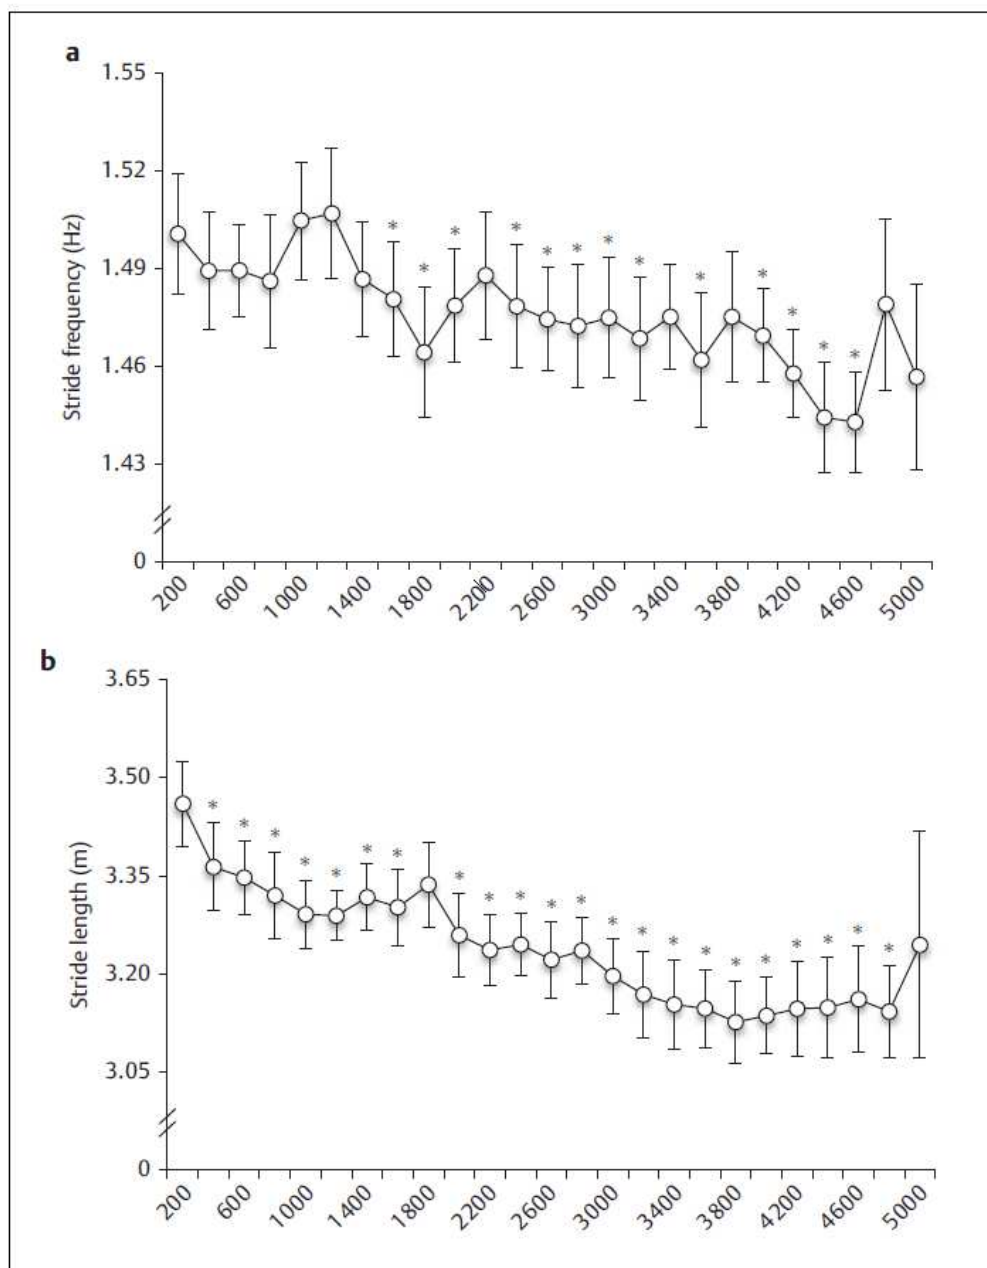 a
1.55
1.52
1.49
1.46
1.43
0
Stride frequency (Hz)
* * * * * * * * * * * * * *
200 600 1000 1400 1800 2200 2600 3000 3400 3800 4200 4600 5000
b
3.65
3.50
3.35
3.20
3.05
0
Stride length (m)
* * * * * * * * * * * * * * * * * * * * * *
200 600 1000 1400 1800 2200 2600 3000 3400 3800 4200 4600 5000